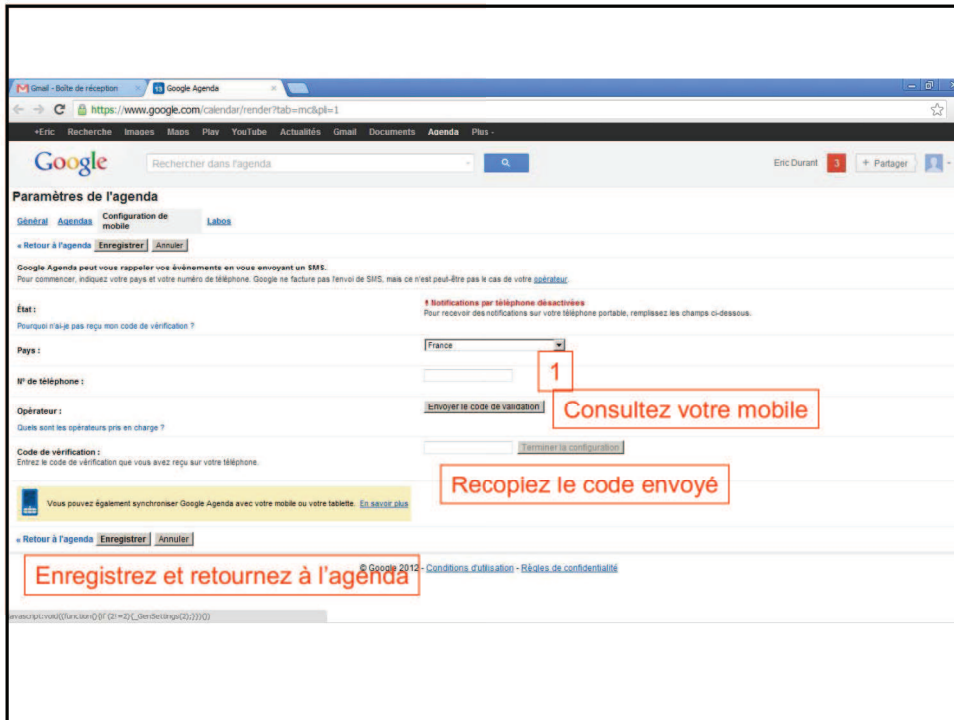 Gmail - Boîte de réception
Google Agenda
https://www.google.com/calendar/render?tab=mc&pli=1
+Eric Recherche Images Maps Play YouTube Actualités Gmail Documents Agenda Plus
Google Rechercher dans l'agenda Eric Durant 3 + Partager
Paramètres de l'agenda
Général Agendas Configuration de mobile Labos
« Retour à l'agenda Enregistrer Annuler
Google Agenda peut vous rappeler vos événements en vous envoyant un SMS.
Pour commencer, indiquez votre pays et votre numéro de téléphone. Google ne facture pas l'envoi de SMS, mais ce n'est peut-être pas le cas de votre opérateur.
État :
! Notifications par téléphone désactivées
Pour recevoir des notifications sur votre téléphone portable, remplissez les champs ci-dessous.
Pourquoi n'ai-je pas reçu mon code de vérification ?
Pays : France
1
N° de téléphone :
Opérateur : Envoyer le code de validation
Consultez votre mobile
Quels sont les opérateurs pris en charge ?
Code de vérification : Terminer la configuration
Entrez le code de vérification que vous avez reçu sur votre téléphone.
Recopiez le code envoyé
Vous pouvez également synchroniser Google Agenda avec votre mobile ou votre tablette. En savoir plus
« Retour à l'agenda Enregistrer Annuler
Enregistrez et retournez à l'agenda
© Google 2012 - Conditions d'utilisation - Règles de confidentialité